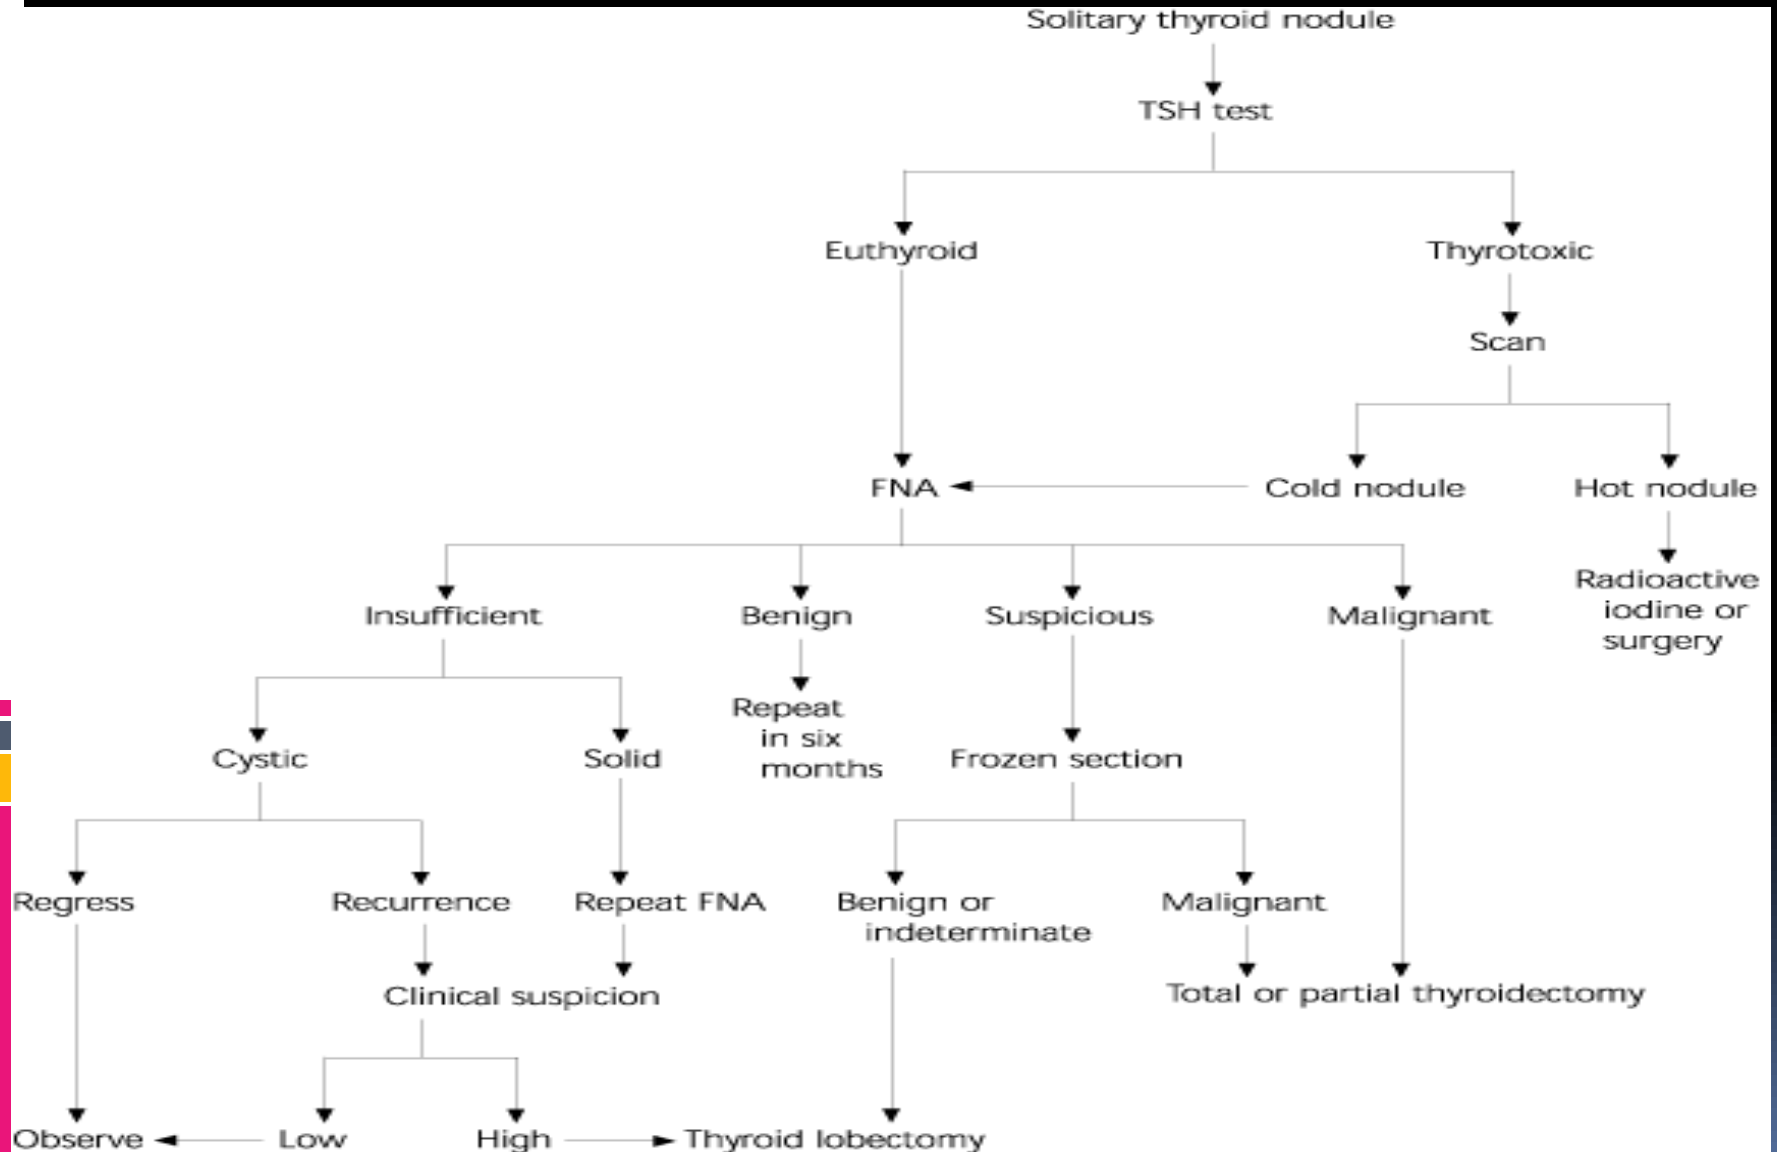 Solitary thyroid nodule
TSH test
Euthyroid
Thyrotoxic
Scan
FNA
Cold nodule
Hot nodule
Radioactive
iodine or
surgery
Insufficient
Benign
Suspicious
Malignant
Repeat
in six
months
Cystic
Solid
Frozen section
Regress
Recurrence
Repeat FNA
Benign or
indeterminate
Malignant
Clinical suspicion
Total or partial thyroidectomy
Observe
Low
High
Thyroid lobectomy